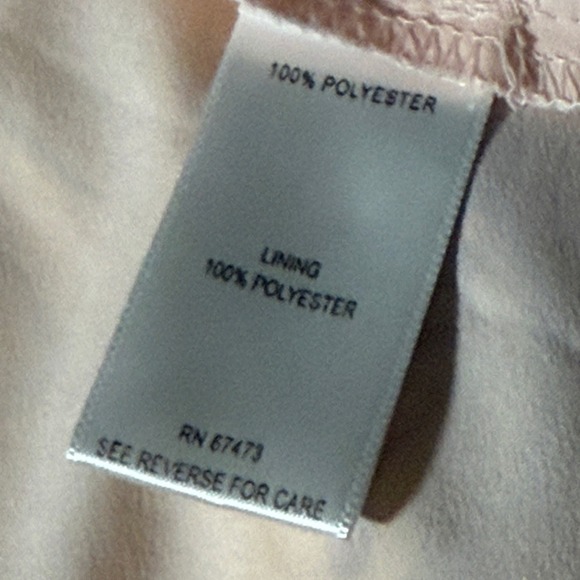 100% POLYESTER
LINING
100% POLYESTER
RN 67473
SEE REVERSE FOR CARE